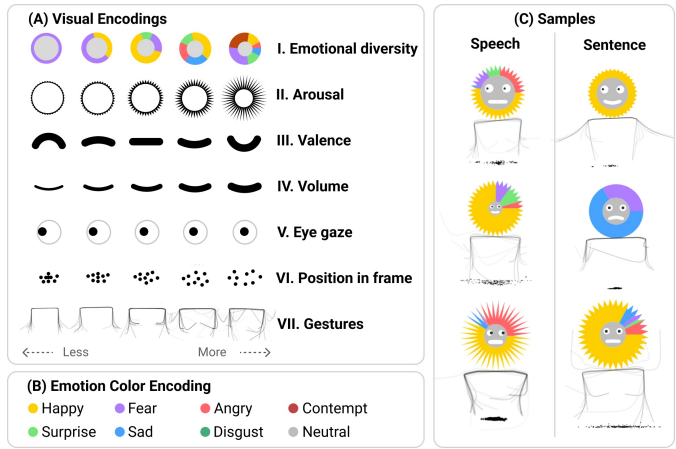 (A) Visual Encodings
I. Emotional diversity
II. Arousal
III. Valence
IV. Volume
V. Eye gaze
VI. Position in frame
VII. Gestures
Less More
(B) Emotion Color Encoding
Happy Fear Angry Contempt
Surprise Sad Disgust Neutral
(C) Samples
Speech Sentence